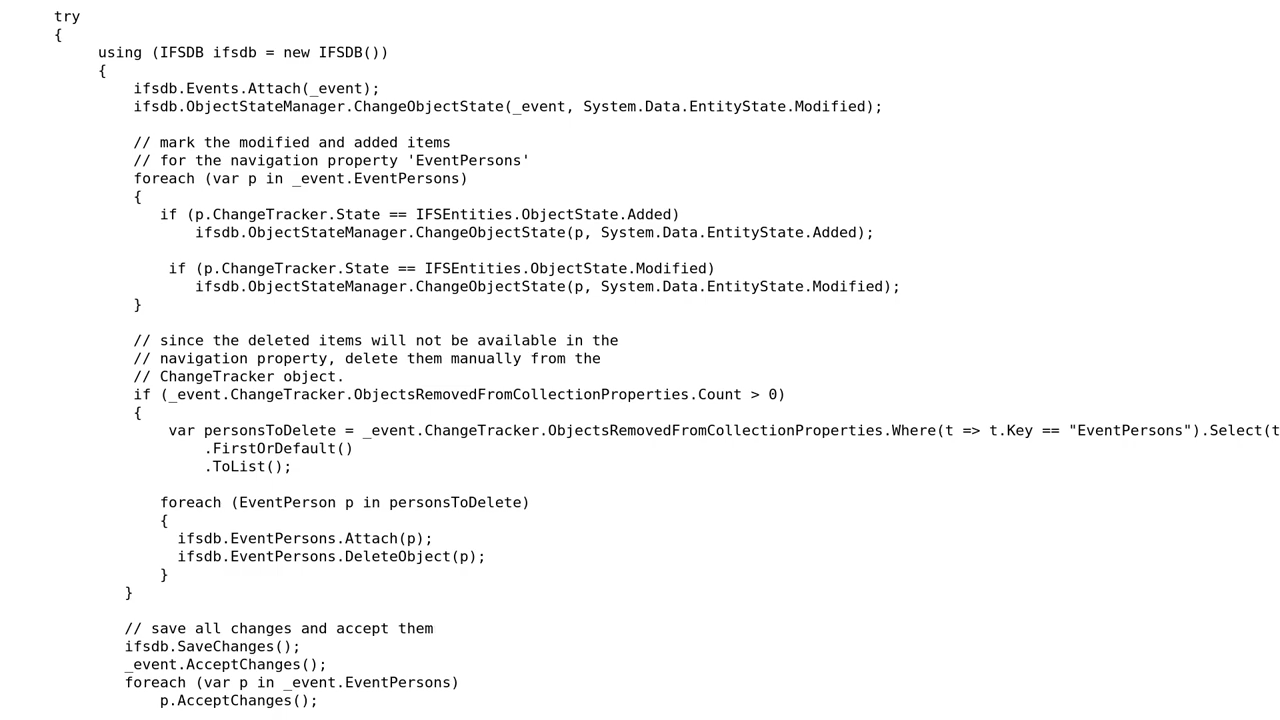 try
{
using (IFSDB ifsdb = new IFSDB())
{
ifsdb.Events.Attach(_event);
ifsdb.ObjectStateManager.ChangeObjectState(_event, System.Data.EntityState.Modified);
// mark the modified and added items
// for the navigation property 'EventPersons'
foreach (var p in _event.EventPersons)
{
if (p.ChangeTracker.State == IFSEntities.ObjectState.Added)
ifsdb.ObjectStateManager.ChangeObjectState(p, System.Data.EntityState.Added);
if (p.ChangeTracker.State == IFSEntities.ObjectState.Modified)
ifsdb.ObjectStateManager.ChangeObjectState(p, System.Data.EntityState.Modified);
}
// since the deleted items will not be available in the
// navigation property, delete them manually from the
// ChangeTracker object.
if (_event.ChangeTracker.ObjectsRemovedFromCollectionProperties.Count > 0)
{
var personsToDelete = _event.ChangeTracker.ObjectsRemovedFromCollectionProperties.Where(t => t.Key == "EventPersons").Select(t
.FirstOrDefault()
.ToList();
foreach (EventPerson p in personsToDelete)
{
ifsdb.EventPersons.Attach(p);
ifsdb.EventPersons.DeleteObject(p);
}
}
// save all changes and accept them
ifsdb.SaveChanges();
_event.AcceptChanges();
foreach (var p in _event.EventPersons)
p.AcceptChanges();